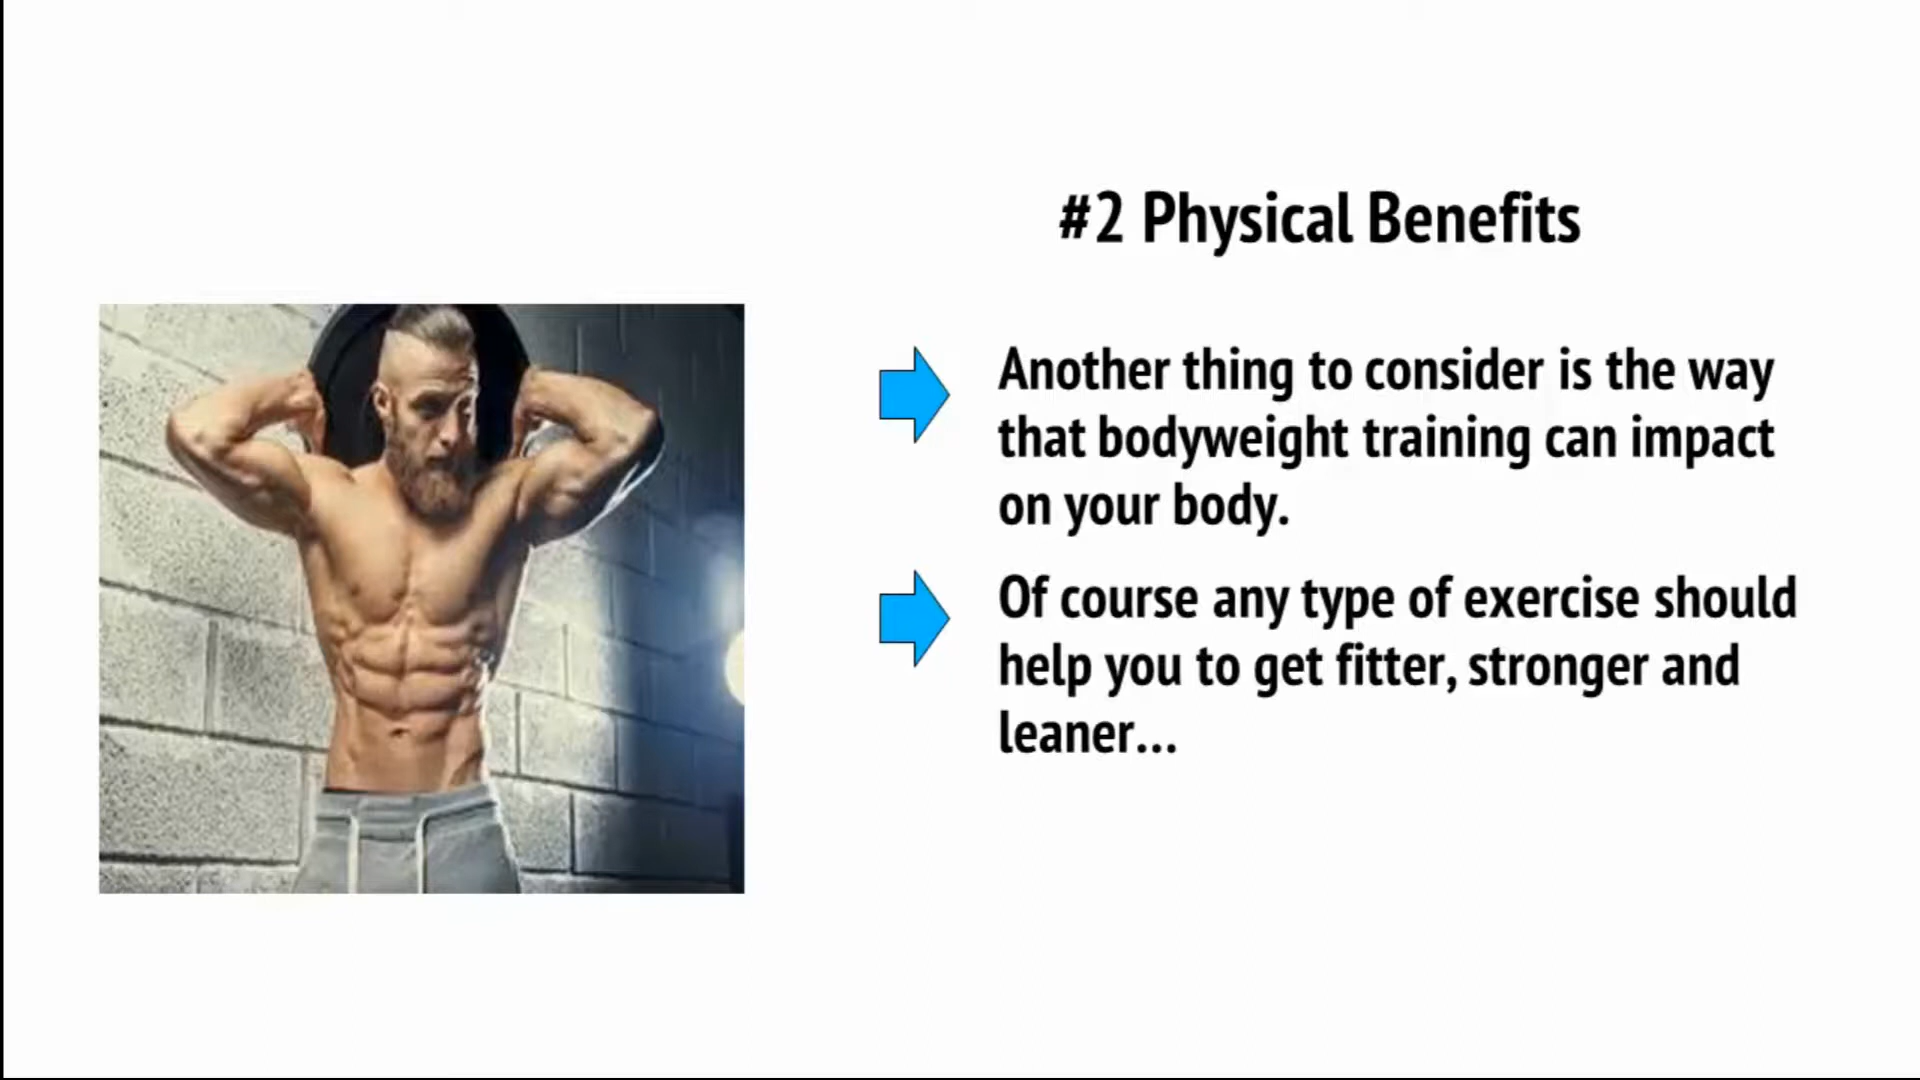 #2 Physical Benefits
Another thing to consider is the way
that bodyweight training can impact
on your body.
Of course any type of exercise should
help you to get fitter, stronger and
leaner...